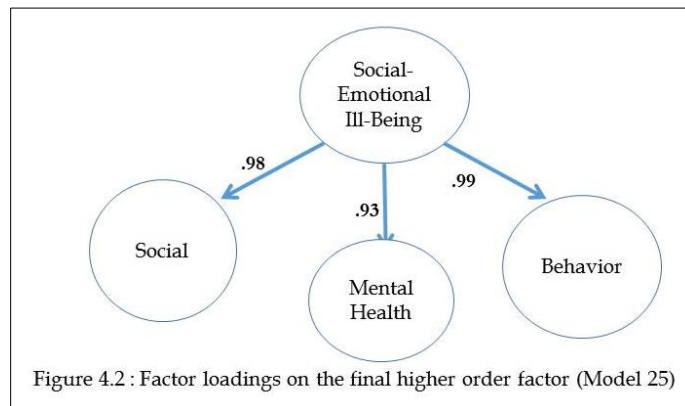 Social-
Emotional
Ill-Being
.98
.93
.99
Social
Mental
Health
Behavior
Figure 4.2 : Factor loadings on the final higher order factor (Model 25)